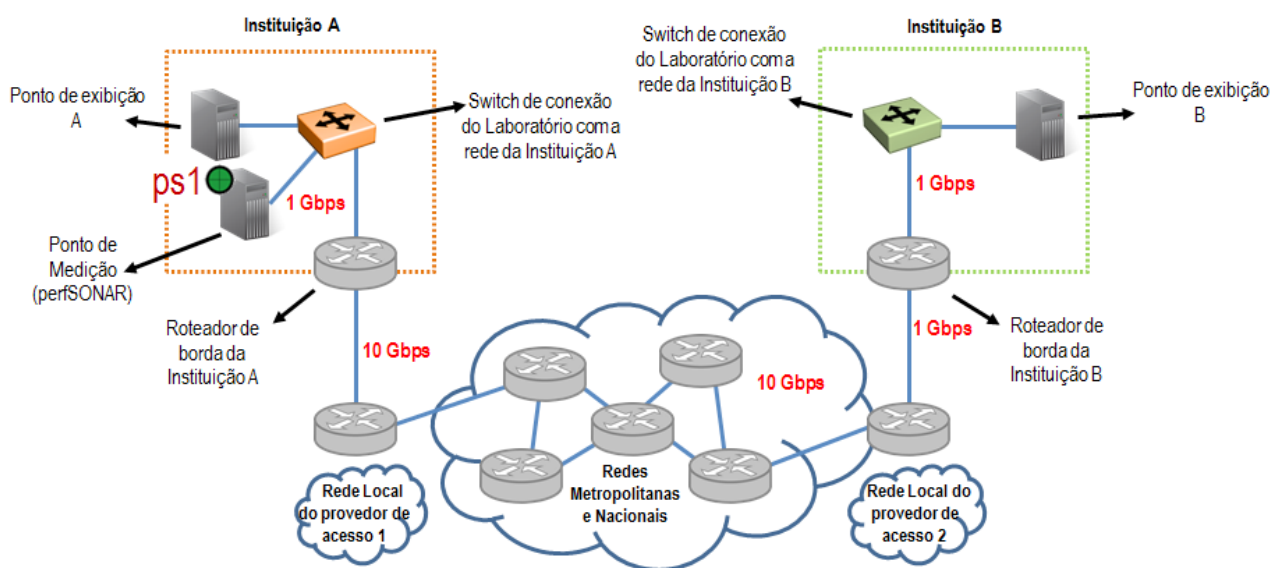 Instituição A
Ponto de exibição
A
Switch de conexão
do Laboratório com a
rede da Instituição A
ps1
1 Gbps
Ponto de
Medição
(perfSONAR)
Roteador de
borda da
Instituição A
10 Gbps
Rede Local
do provedor de
acesso 1
Switch de conexão
do Laboratório com a
rede da Instituição B
Instituição B
Ponto de exibição
B
1 Gbps
1 Gbps
Roteador de
borda da
Instituição B
10 Gbps
Redes
Metropolitanas
e Nacionais
Rede Local do
provedor de
acesso 2